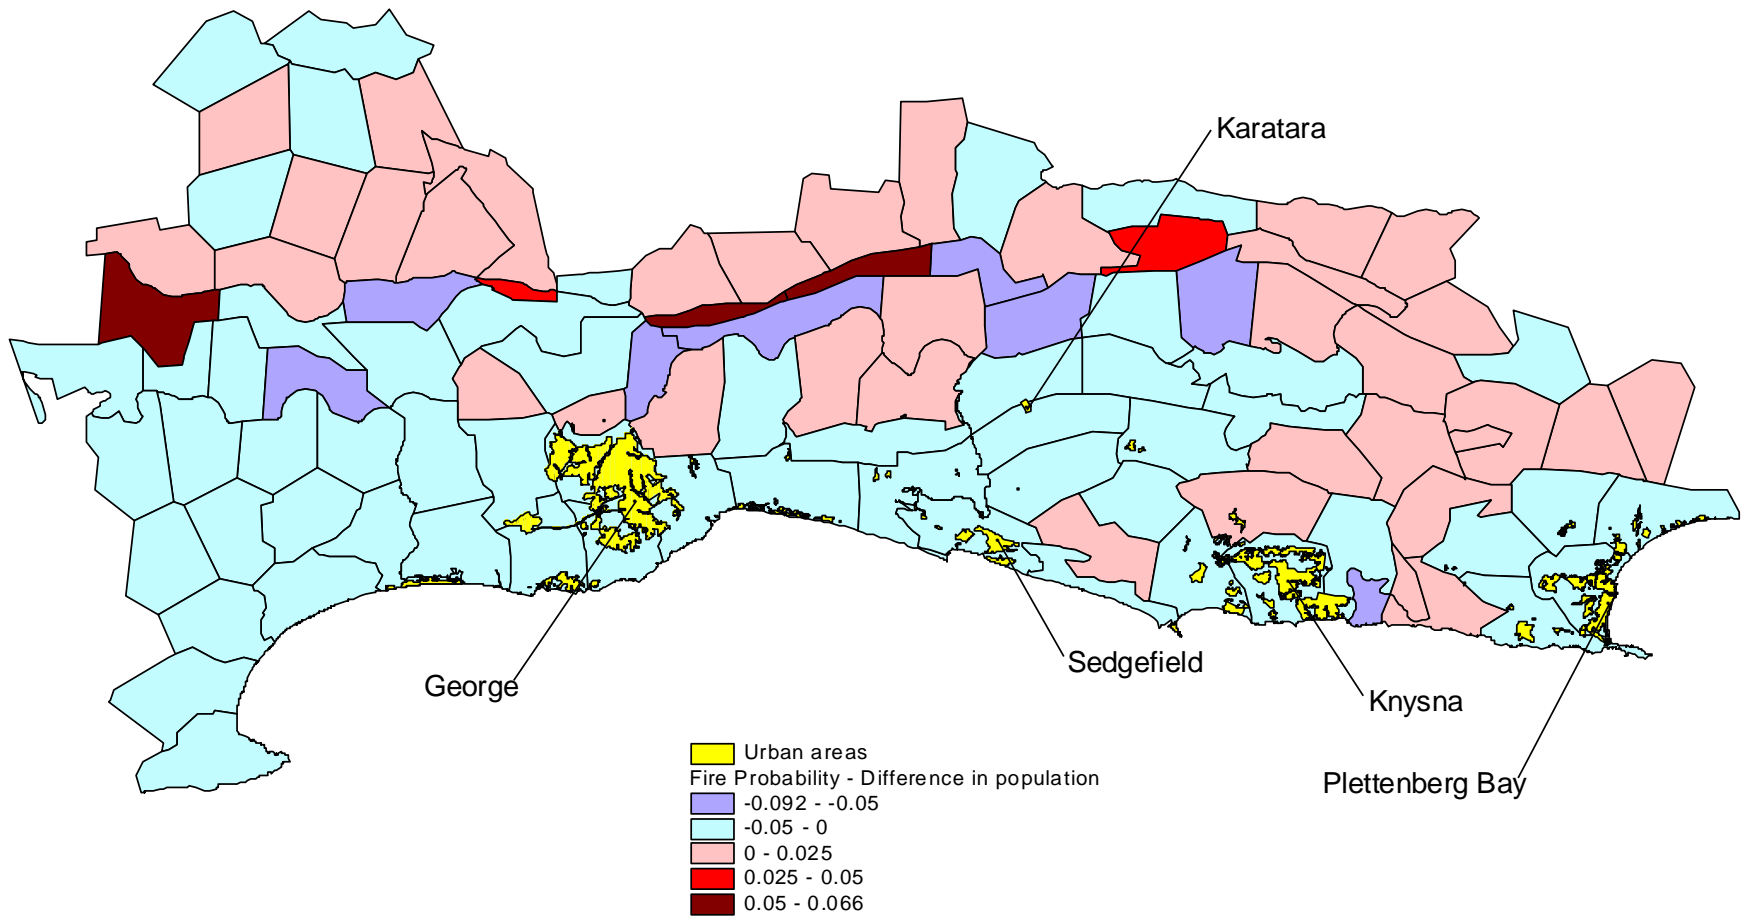 Karatara
Sedgefield
George
Knysna
Plettenberg Bay
Urban areas
Fire Probability - Difference in population
-0.092 - -0.05
-0.05 - 0
0 - 0.025
0.025 - 0.05
0.05 - 0.066